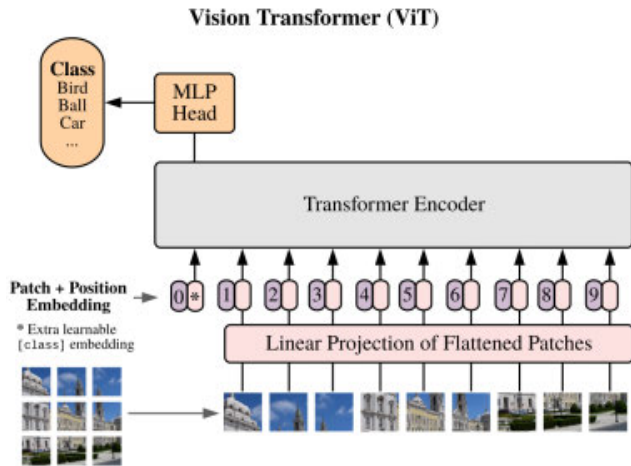 Vision Transformer (ViT)
Class
Bird
Ball
Car
...
MLP
Head
Transformer Encoder
Patch + Position
Embedding
0 * 1 2 3 4 5 6 7 8 9
* Extra learnable
[class] embedding
Linear Projection of Flattened Patches